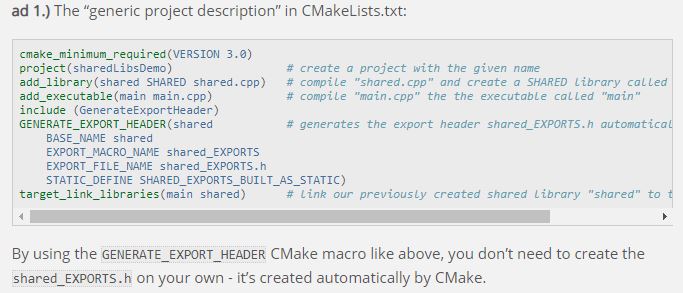 ad 1.) The “generic project description” in CMakeLists.txt:
cmake_minimum_required(VERSION 3.0)
project(sharedLibsDemo) # create a project with the given name
add_library(shared SHARED shared.cpp) # compile "shared.cpp" and create a SHARED library called
add_executable(main main.cpp) # compile "main.cpp" the the executable called "main"
include (GenerateExportHeader)
GENERATE_EXPORT_HEADER(shared # generates the export header shared_EXPORTS.h automatical
BASE_NAME shared
EXPORT_MACRO_NAME shared_EXPORTS
EXPORT_FILE_NAME shared_EXPORTS.h
STATIC_DEFINE SHARED_EXPORTS_BUILT_AS_STATIC)
target_link_libraries(main shared) # link our previously created shared library "shared" to t
By using the GENERATE_EXPORT_HEADER CMake macro like above, you don’t need to create the
shared_EXPORTS.h on your own - it’s created automatically by CMake.